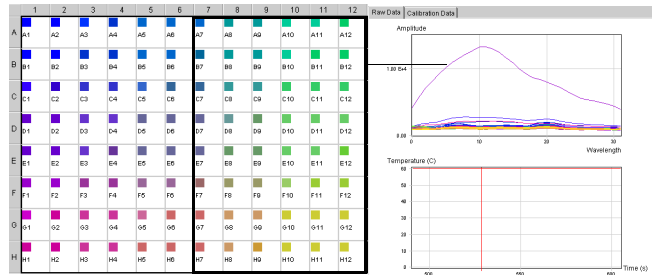 1 2 3 4 5 6 7 8 9 10 11 12
A A1 A2 A3 A4 A5 A6 A7 A8 A9 A10 A11 A12
B B1 B2 B3 B4 B5 B6 B7 B8 B9 B10 B11 B12
C C1 C2 C3 C4 C5 C6 C7 C8 C9 C10 C11 C12
D D1 D2 D3 D4 D5 D6 D7 D8 D9 D10 D11 D12
E E1 E2 E3 E4 E5 E6 E7 E8 E9 E10 E11 E12
F F1 F2 F3 F4 F5 F6 F7 F8 F9 F10 F11 F12
G G1 G2 G3 G4 G5 G6 G7 G8 G9 G10 G11 G12
H H1 H2 H3 H4 H5 H6 H7 H8 H9 H10 H11 H12
Raw Data Calibration Data
Amplitude
1.00 E+4
0.00
0 10 20 30
Wavelength
Temperature (C)
60
50
40
30
20
10
0
500 550 600
Time (s)